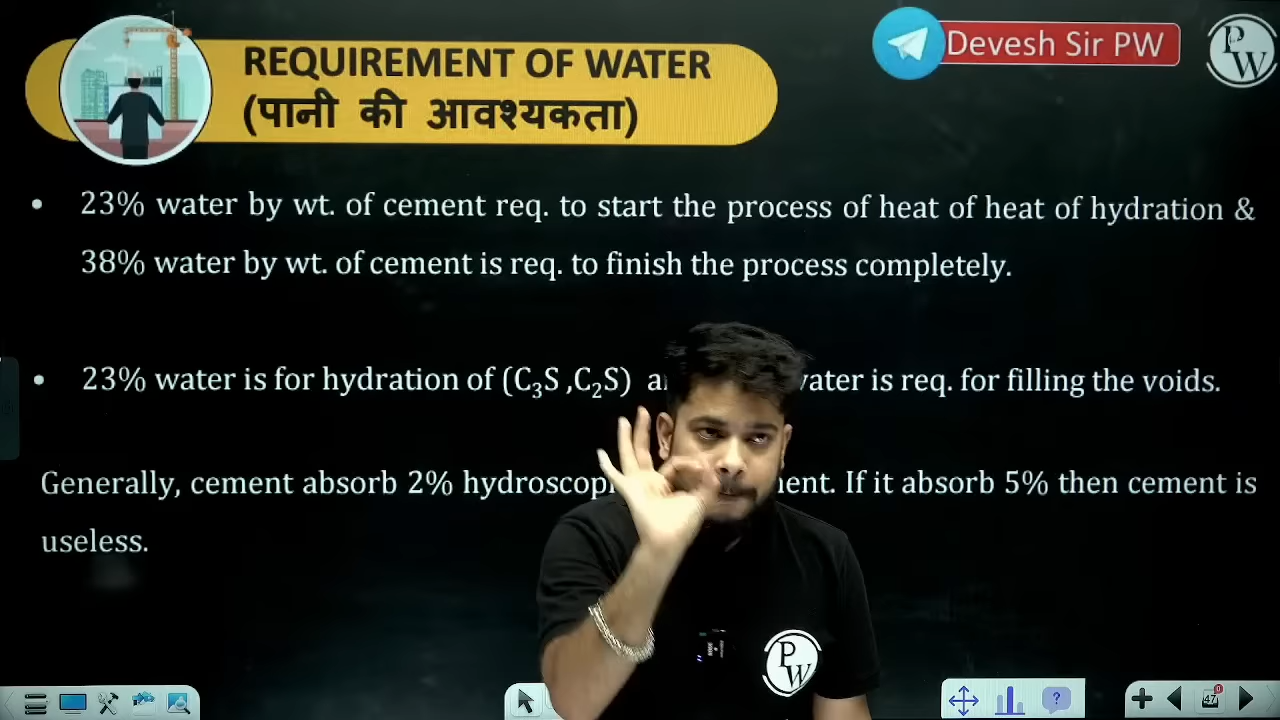 REQUIREMENT OF WATER
(पानी की आवश्यकता)
Devesh Sir PW
PW
• 23% water by wt. of cement req. to start the process of heat of heat of hydration &
38% water by wt. of cement is req. to finish the process completely.
• 23% water is for hydration of (C₃S ,C₂S) water is req. for filling the voids.
Generally, cement absorb 2% If it absorb 5% then cement is
useless.
PW
47